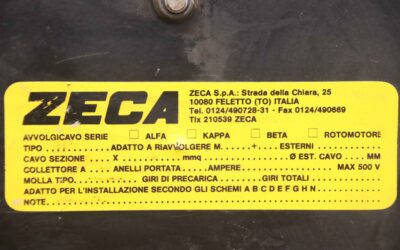 ZECA
ZECA S.p.A.: Strada della Chiara, 25
10080 FELETTO (TO) ITALIA
Tel. 0124/490728-31 - Fax 0124/490669
Tlx 210539 ZECA
AVVOLGICAVO SERIE ☐ ALFA ☐ KAPPA ☐ BETA ☐ ROTOMOTORE
TIPO ........ADATTO A RIAVVOLGERE M. ........+........ESTERNI ........
CAVO SEZIONE ........X........mmq ........Ø EST. CAVO ........MM
COLLETTORE A ........ANELLI PORTATA ........AMPERE ........MAX 500 V
MOLLA TIPO........GIRI DI PRECARICA ........GIRI TOTALI ........
ADATTO PER L'INSTALLAZIONE SECONDO GLI SCHEMI A B C D E F G H N ........
NOTE........